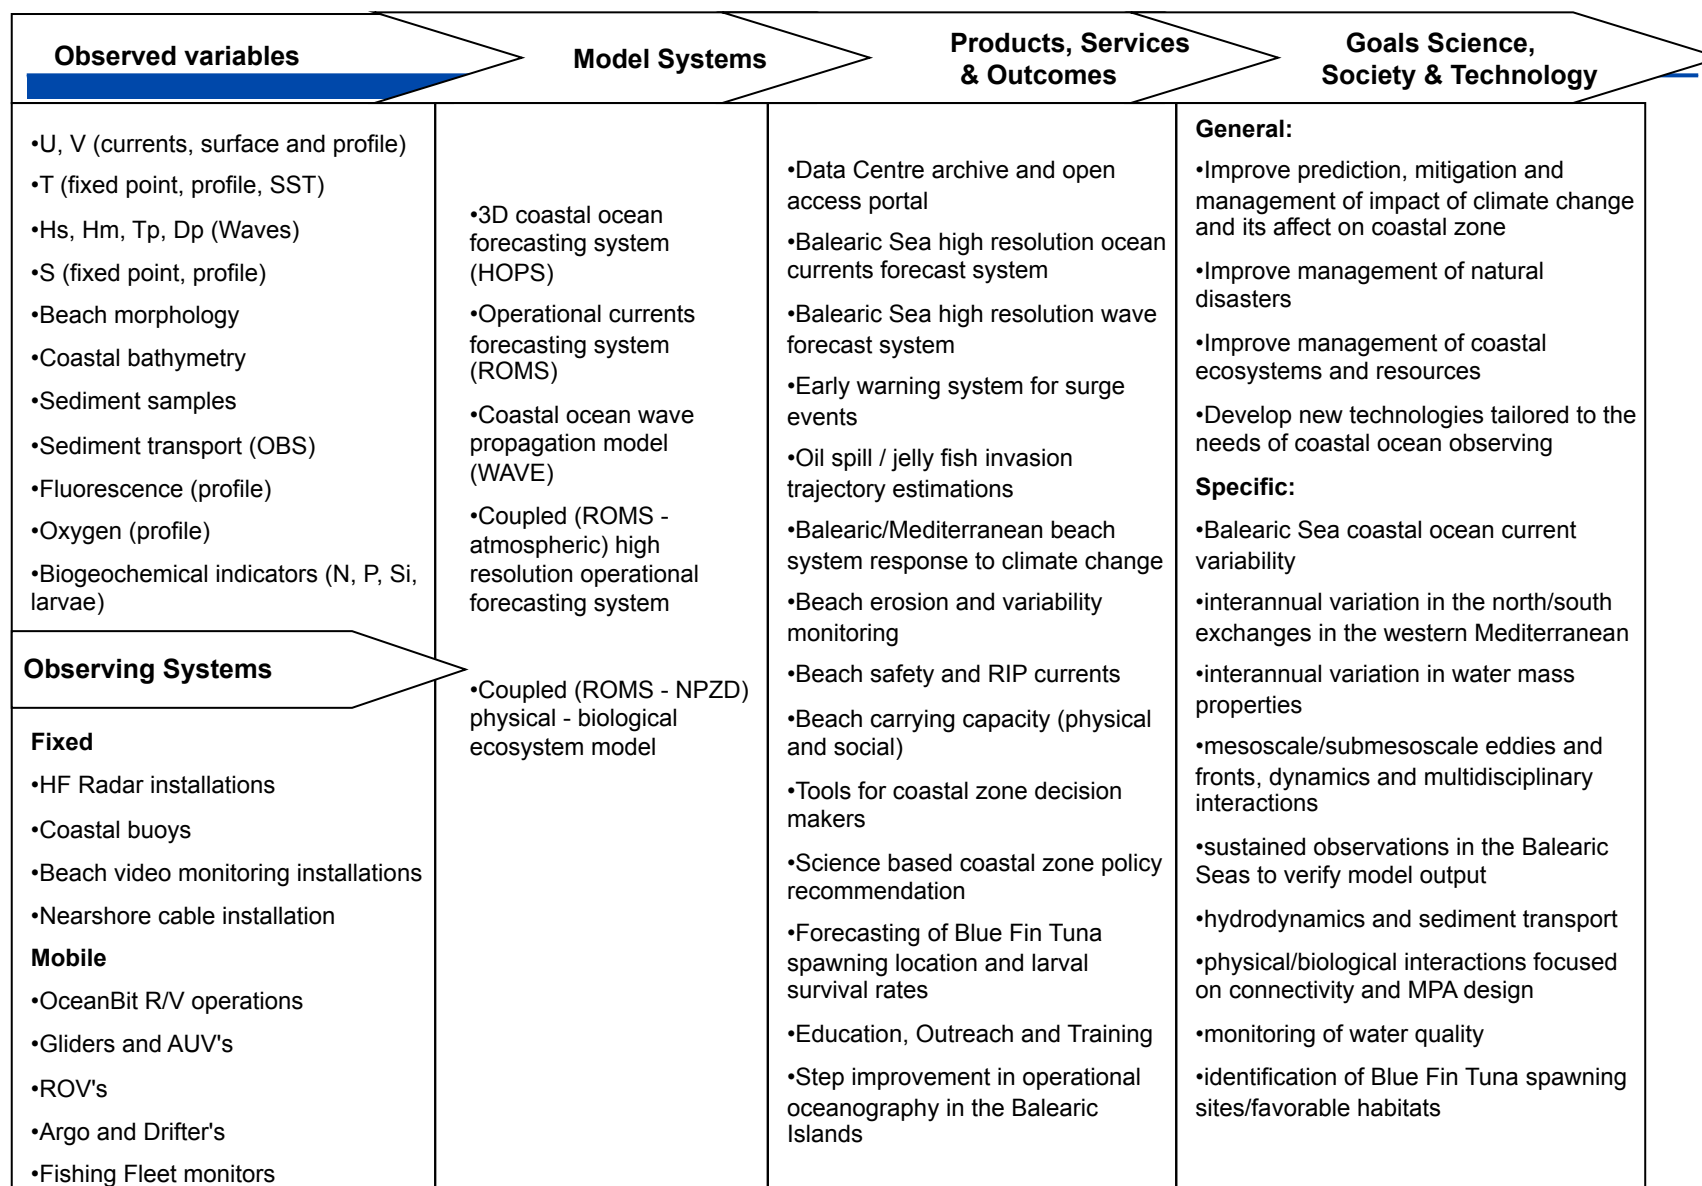 Observed variables
Model Systems
Products, Services
& Outcomes
Goals Science,
Society & Technology
•U, V (currents, surface and profile)
•T (fixed point, profile, SST)
•Hs, Hm, Tp, Dp (Waves)
•S (fixed point, profile)
•Beach morphology
•Coastal bathymetry
•Sediment samples
•Sediment transport (OBS)
•Fluorescence (profile)
•Oxygen (profile)
•Biogeochemical indicators (N, P, Si,
larvae)
Observing Systems
Fixed
•HF Radar installations
•Coastal buoys
•Beach video monitoring installations
•Nearshore cable installation
Mobile
•OceanBit R/V operations
•Gliders and AUV's
•ROV's
•Argo and Drifter's
•Fishing Fleet monitors
•3D coastal ocean
forecasting system
(HOPS)
•Operational currents
forecasting system
(ROMS)
•Coastal ocean wave
propagation model
(WAVE)
•Coupled (ROMS -
atmospheric) high
resolution operational
forecasting system
•Coupled (ROMS - NPZD)
physical - biological
ecosystem model
•Data Centre archive and open
access portal
•Balearic Sea high resolution ocean
currents forecast system
•Balearic Sea high resolution wave
forecast system
•Early warning system for surge
events
•Oil spill / jelly fish invasion
trajectory estimations
•Balearic/Mediterranean beach
system response to climate change
•Beach erosion and variability
monitoring
•Beach safety and RIP currents
•Beach carrying capacity (physical
and social)
•Tools for coastal zone decision
makers
•Science based coastal zone policy
recommendation
•Forecasting of Blue Fin Tuna
spawning location and larval
survival rates
•Education, Outreach and Training
•Step improvement in operational
oceanography in the Balearic
Islands
General:
•Improve prediction, mitigation and
management of impact of climate change
and its affect on coastal zone
•Improve management of natural
disasters
•Improve management of coastal
ecosystems and resources
•Develop new technologies tailored to the
needs of coastal ocean observing
Specific:
•Balearic Sea coastal ocean current
variability
•interannual variation in the north/south
exchanges in the western Mediterranean
•interannual variation in water mass
properties
•mesoscale/submesoscale eddies and
fronts, dynamics and multidisciplinary
interactions
•sustained observations in the Balearic
Seas to verify model output
•hydrodynamics and sediment transport
•physical/biological interactions focused
on connectivity and MPA design
•monitoring of water quality
•identification of Blue Fin Tuna spawning
sites/favorable habitats